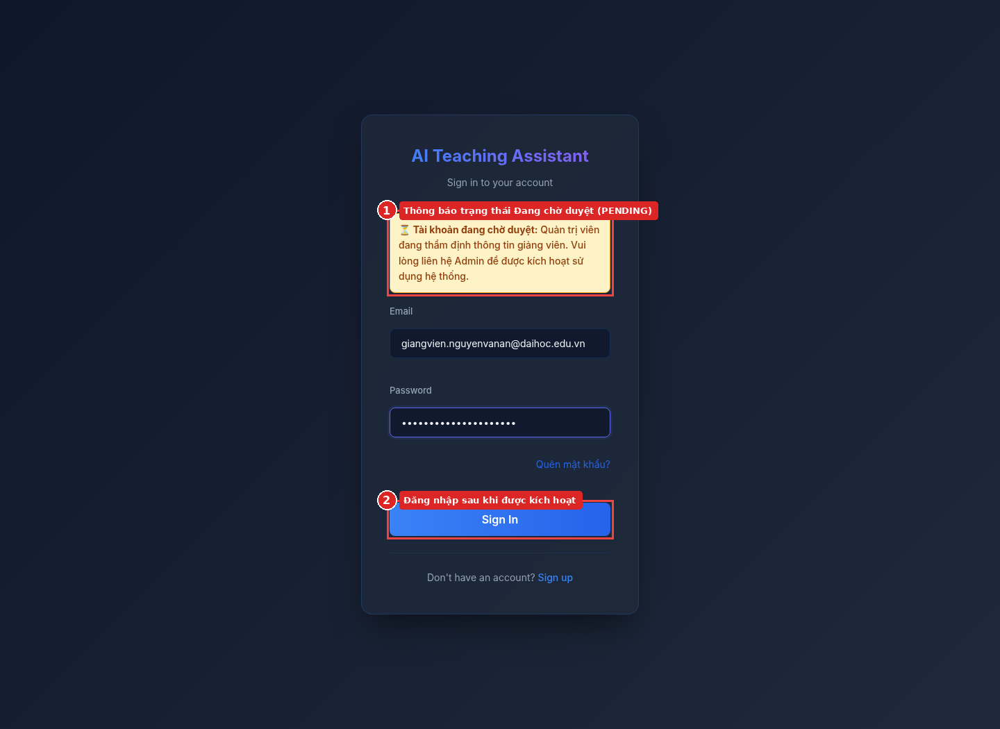 AI Teaching Assistant
Sign in to your account
1 Thông báo trạng thái Đang chờ duyệt (PENDING)
⏳ Tài khoản đang chờ duyệt: Quản trị viên
đang thẩm định thông tin giảng viên. Vui
lòng liên hệ Admin để được kích hoạt sử
dụng hệ thống.
Email
giangvien.nguyenvanan@daihoc.edu.vn
Password
•••••••••••••••••••••
Quên mật khẩu?
2 Đăng nhập sau khi được kích hoạt
Sign In
Don't have an account? Sign up